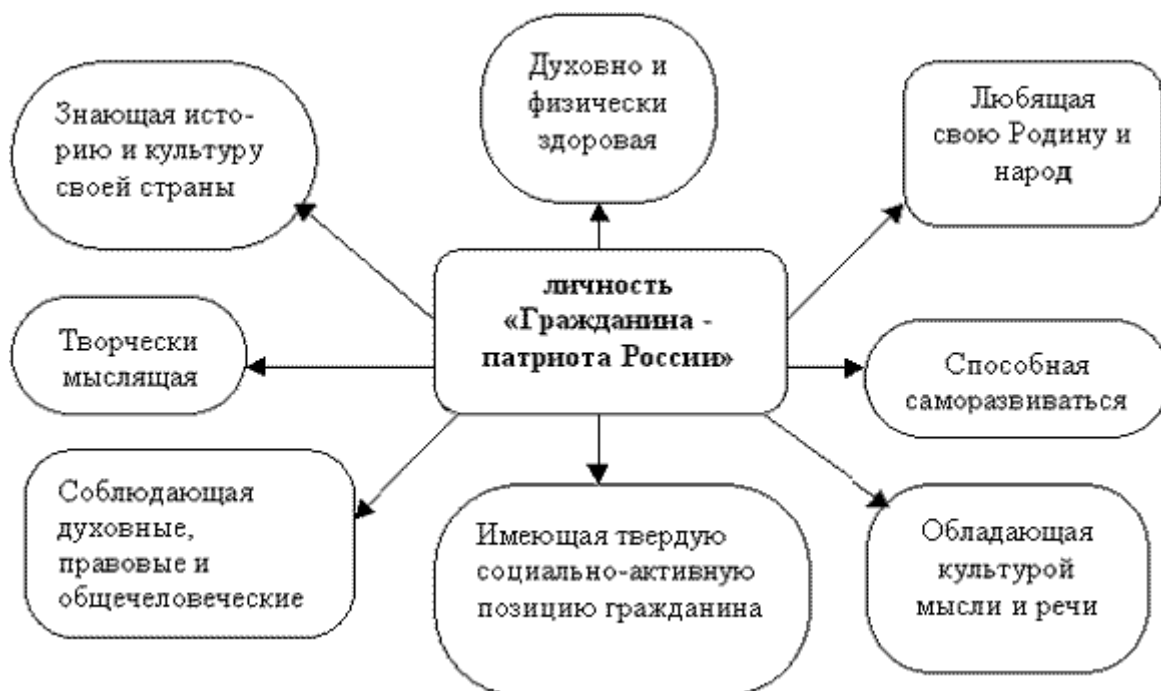 Духовно и
физически
здоровая
Знающая исто-
рию и культуру
своей страны
Любящая
свою Родину и
народ
личность
«Гражданина -
патриота России»
Творчески
мыслящая
Способная
саморазвиваться
Соблюдающая
духовные,
правовые и
общечеловеческие
Имеющая твердую
социально-активную
позицию гражданина
Обладающая
культурой
мысли и речи